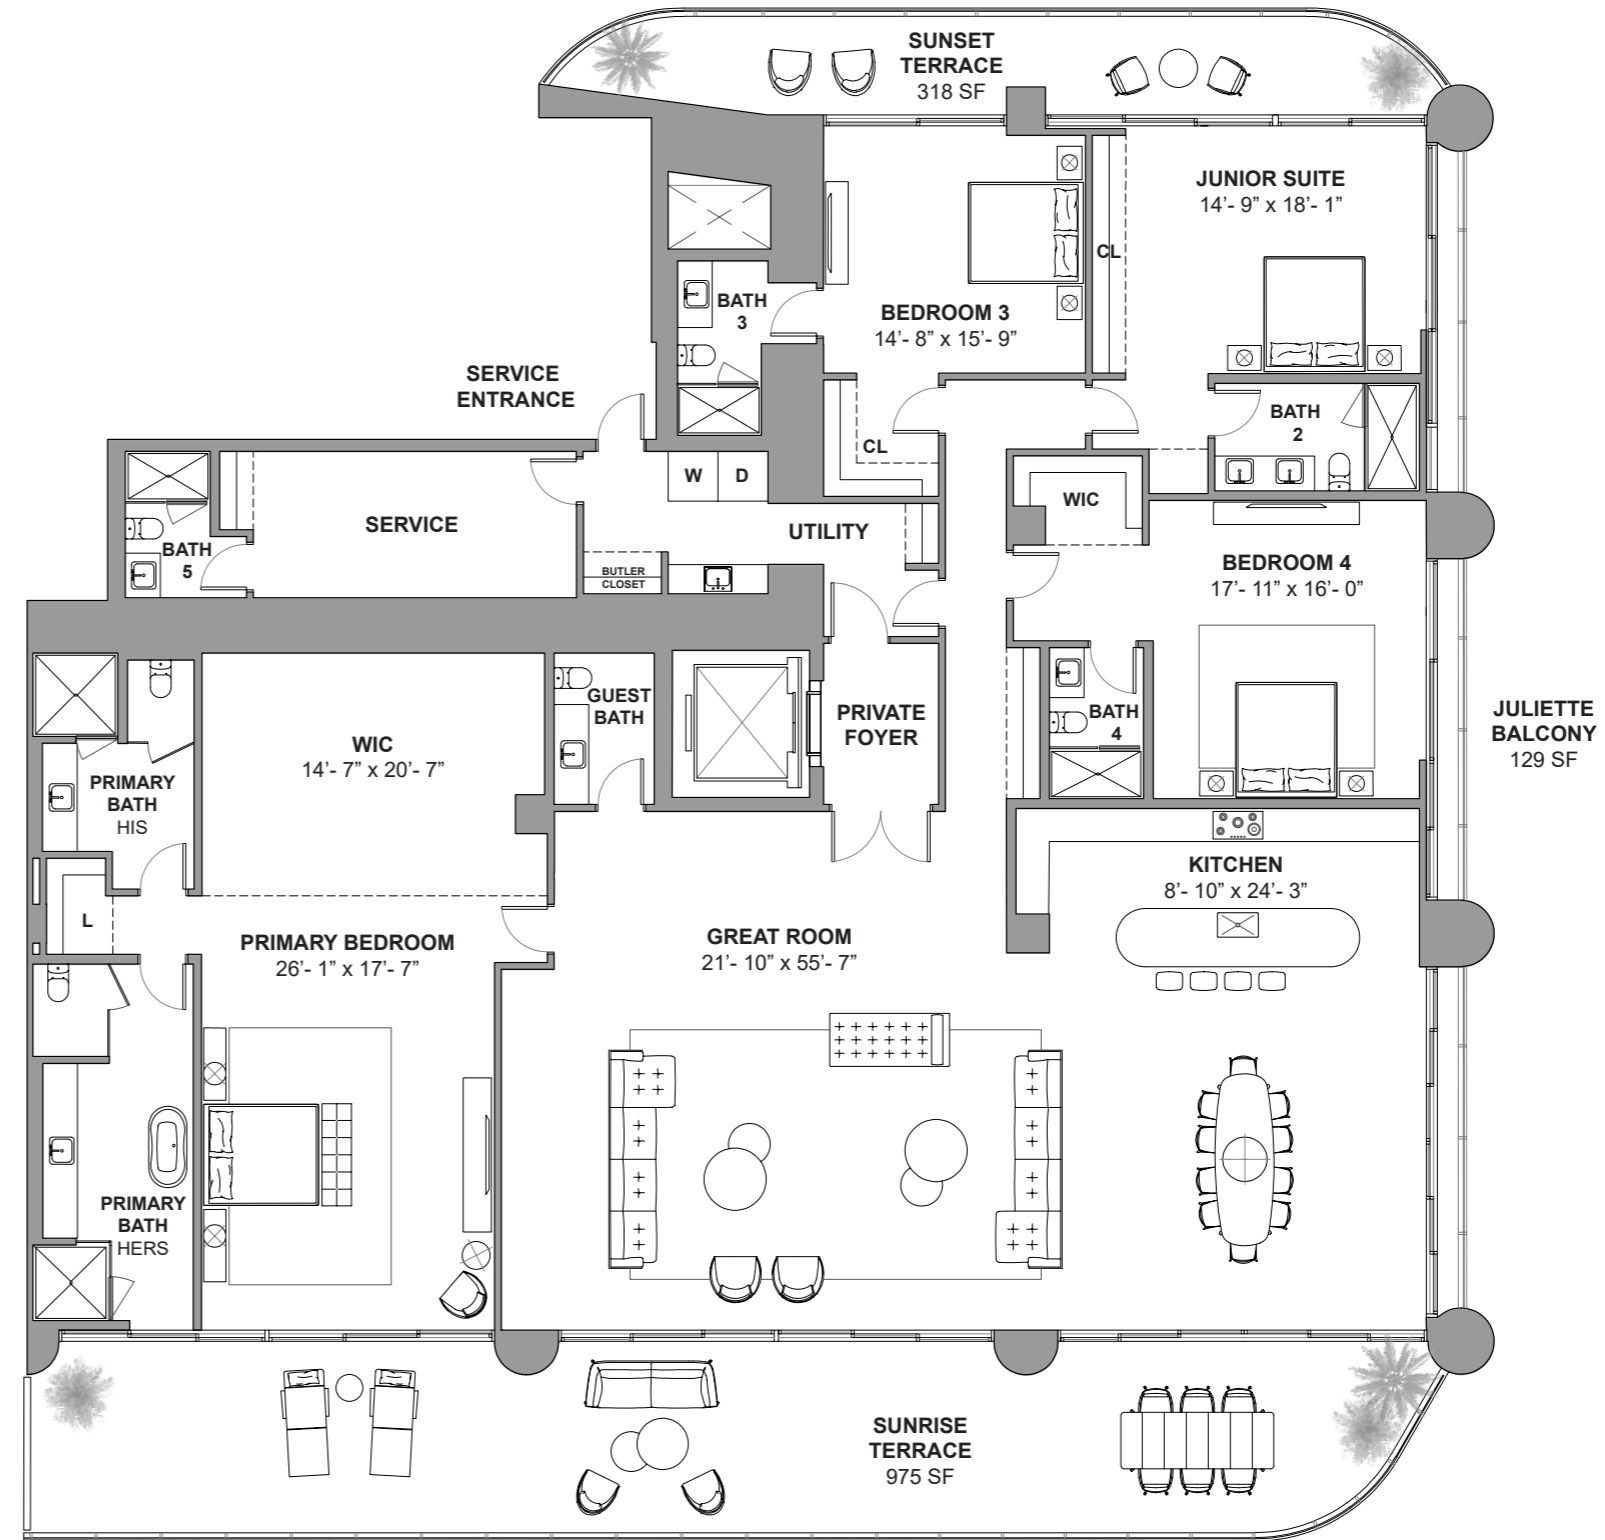 SUNSET
TERRACE
318 SF
JUNIOR SUITE
14’- 9” x 18’- 1”
CL
BATH
3
BEDROOM 3
14’- 8” x 15’- 9”
SERVICE
ENTRANCE
BATH
2
CL
W
D
WIC
SERVICE
UTILITY
BATH
5
BUTLER
CLOSET
BEDROOM 4
17’- 11” x 16’- 0”
GUEST
BATH
PRIVATE
FOYER
BATH
4
JULIETTE
BALCONY
129 SF
WIC
14’- 7” x 20’- 7”
PRIMARY
BATH
HIS
KITCHEN
8’- 10” x 24’- 3”
L
PRIMARY BEDROOM
26’- 1” x 17’- 7”
GREAT ROOM
21’- 10” x 55’- 7”
PRIMARY
BATH
HERS
SUNRISE
TERRACE
975 SF